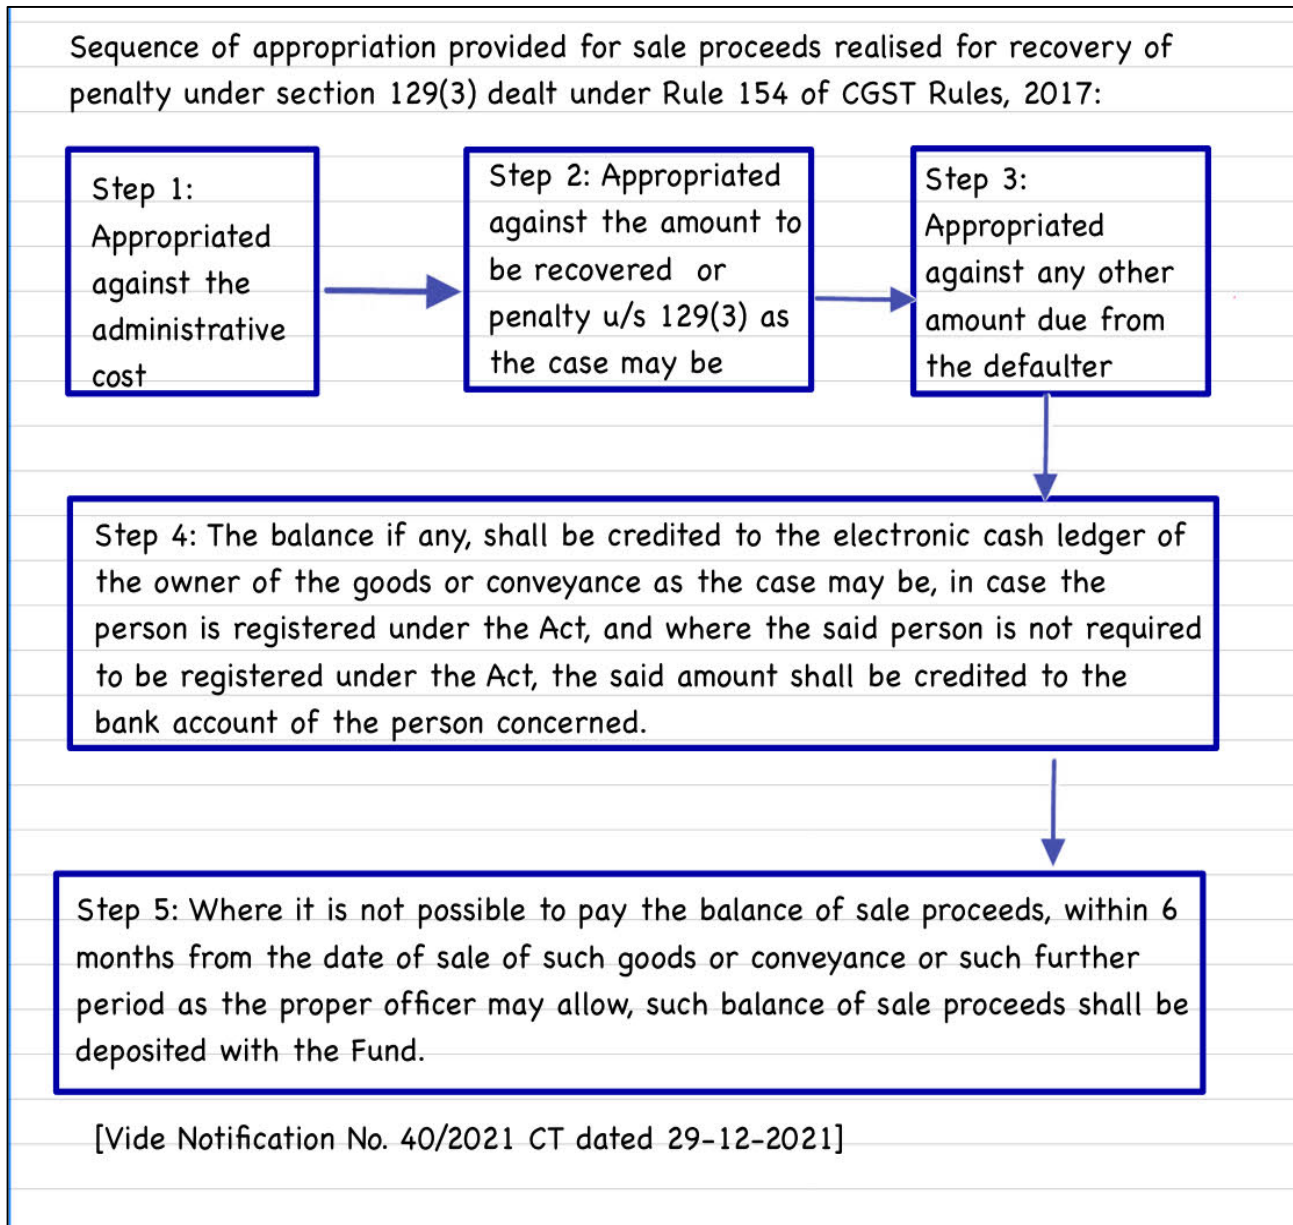 Sequence of appropriation provided for sale proceeds realised for recovery of
penalty under section 129(3) dealt under Rule 154 of CGST Rules, 2017:
Step 1:
Appropriated
against the
administrative
cost
Step 2: Appropriated
against the amount to
be recovered or
penalty u/s 129(3) as
the case may be
Step 3:
Appropriated
against any other
amount due from
the defaulter
Step 4: The balance if any, shall be credited to the electronic cash ledger of
the owner of the goods or conveyance as the case may be, in case the
person is registered under the Act, and where the said person is not required
to be registered under the Act, the said amount shall be credited to the
bank account of the person concerned.
Step 5: Where it is not possible to pay the balance of sale proceeds, within 6
months from the date of sale of such goods or conveyance or such further
period as the proper officer may allow, such balance of sale proceeds shall be
deposited with the Fund.
[Vide Notification No. 40/2021 CT dated 29-12-2021]